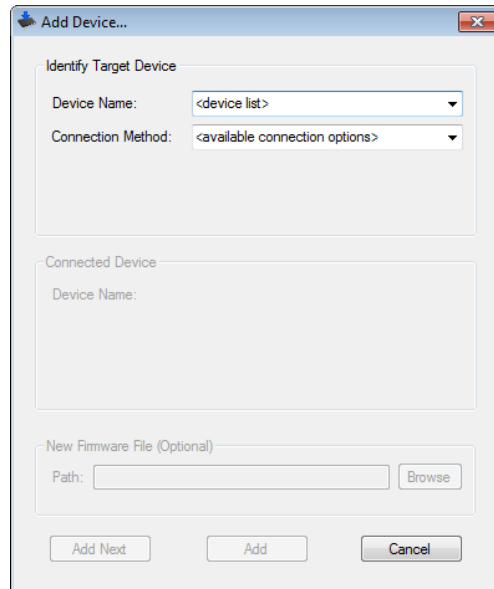 Add Device...
Identify Target Device
Device Name: <device list>
Connection Method: <available connection options>
Connected Device
Device Name:
New Firmware File (Optional)
Path: Browse
Add Next Add Cancel